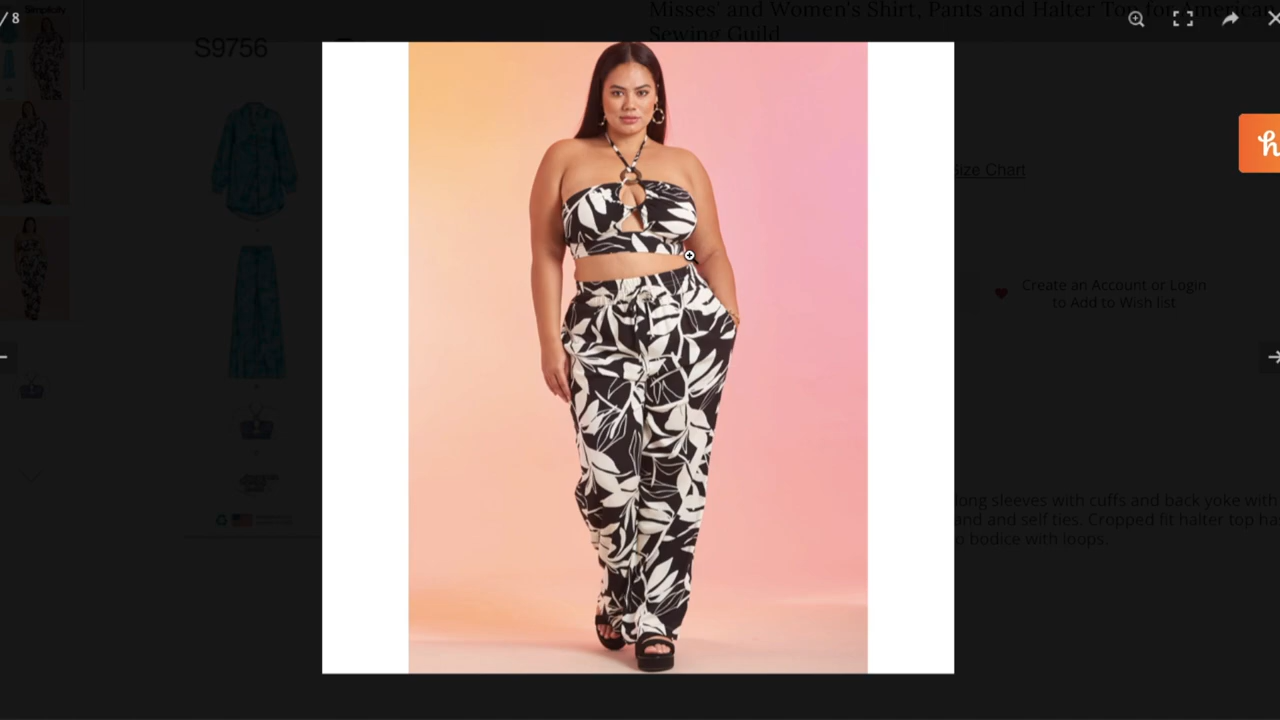 / 8
Simplicity
S9756
Misses' and Women's Shirt, Pants and Halter Top for American
Sewing Guild
Size Chart
h
Create an Account or Login
to Add to Wish list
long sleeves with cuffs and back yoke with
and and self ties. Cropped fit halter top ha
bodice with loops.